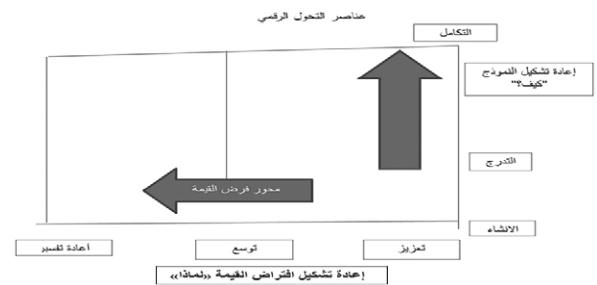 عناصر التحول الرقمي
التكامل
إعادة تشكيل النموذج
"كيف؟"
التدرج
محور فرض القيمة
الانشاء
تعزيز
توسع
أعادة تفسير
إعادة تشكيل افتراض القيمة «لماذا»